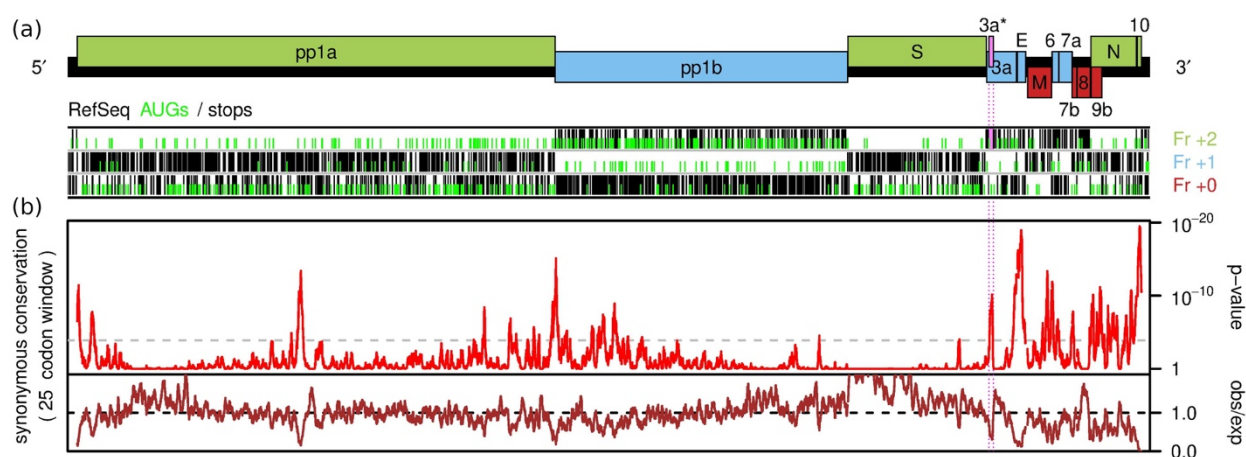 (a)
3a*
10
E
6 7a
5′
pp1a
pp1b
S
3a
M
8
N
3′
7b
9b
RefSeq AUGs / stops
Fr +2
Fr +1
Fr +0
(b)
synonymous conservation
( 25 codon window )
10⁻²⁰
10⁻¹⁰
1
p−value
1.0
0.0
obs/exp